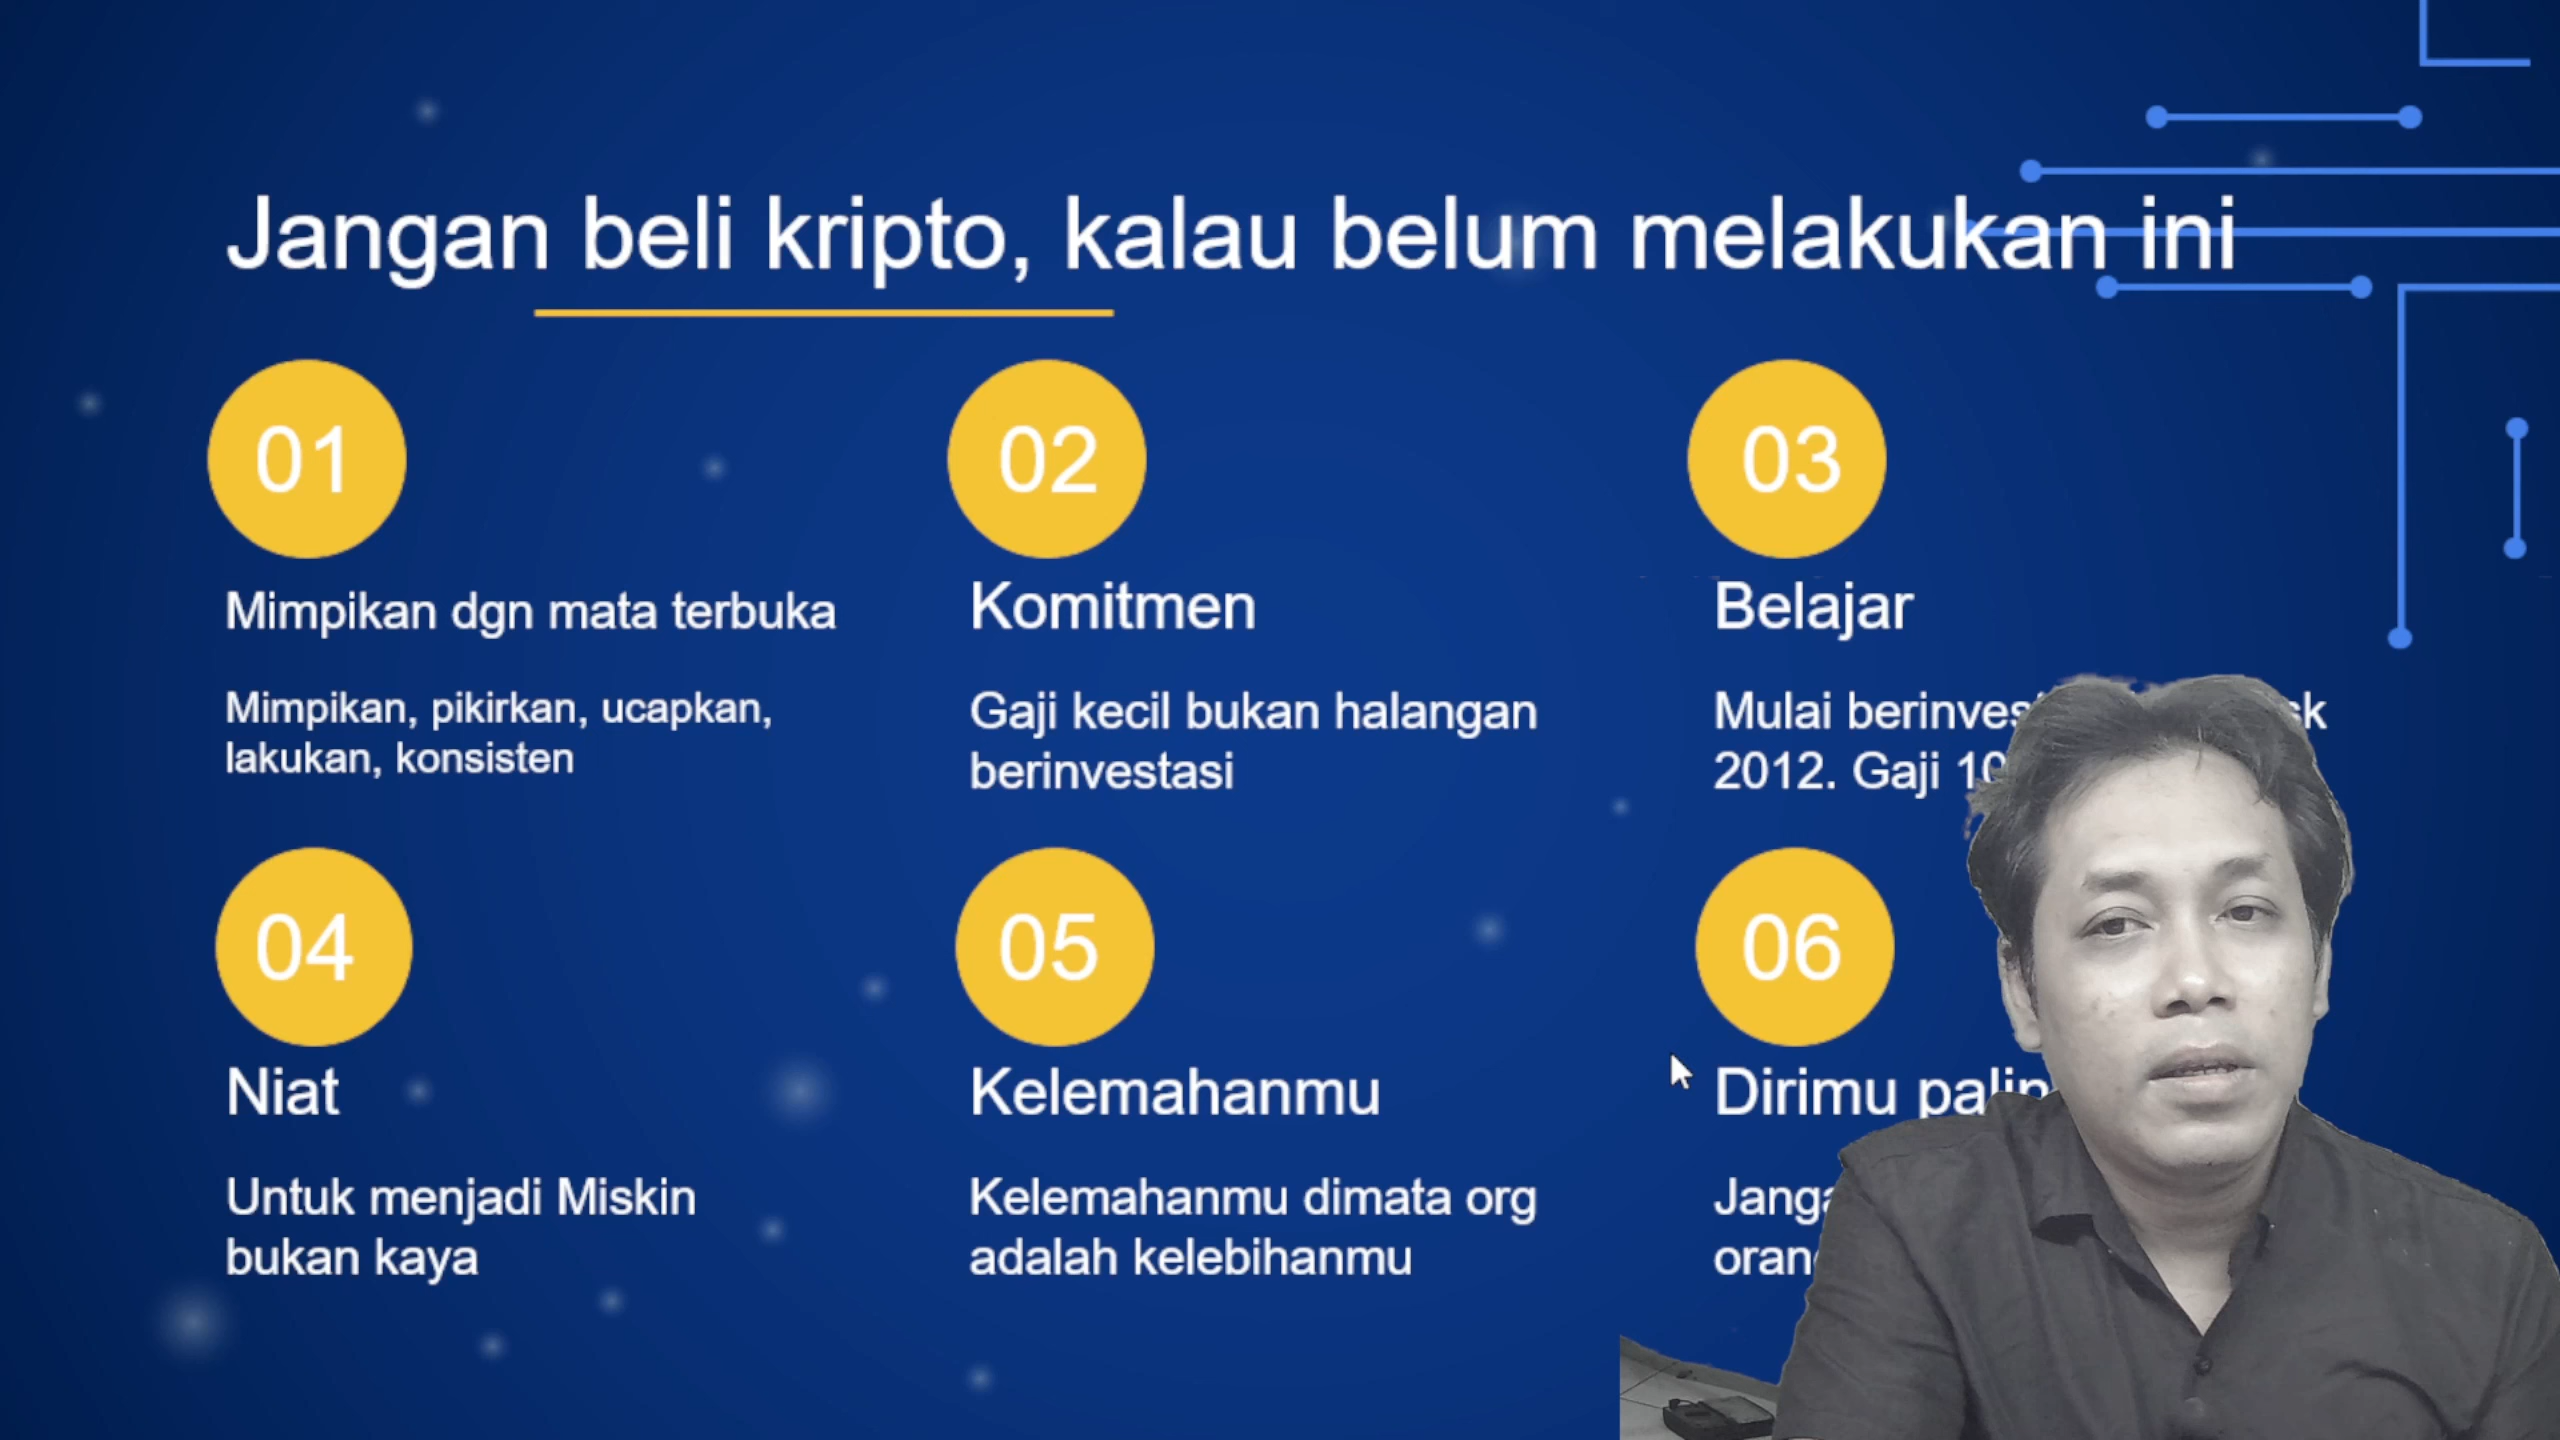 Jangan beli kripto, kalau belum melakukan ini
01
02
03
Mimpikan dgn mata terbuka
Komitmen
Belajar
Mimpikan, pikirkan, ucapkan,
lakukan, konsisten
Gaji kecil bukan halangan
berinvestasi
Mulai
2012. Gaji
04
05
06
Niat
Kelemahanmu
Dirimu
Untuk menjadi Miskin
bukan kaya
Kelemahanmu dimata org
adalah kelebihanmu